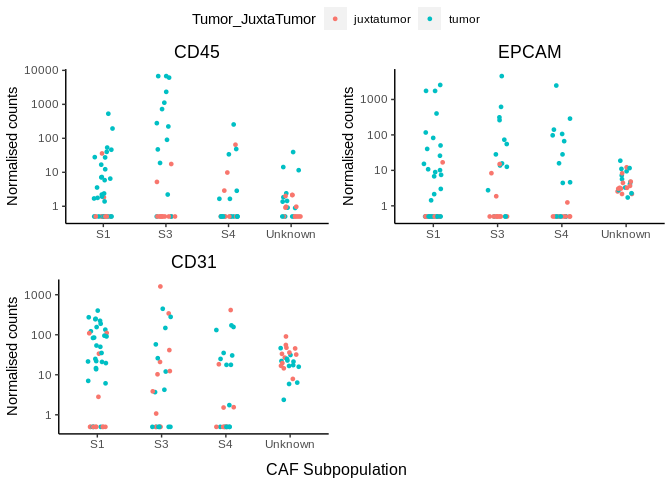 Tumor_JuxtaTumor juxtatumor tumor
CD45
Normalised counts
10000
1000
100
10
1
S1 S3 S4 Unknown
EPCAM
Normalised counts
1000
100
10
1
S1 S3 S4 Unknown
CD31
Normalised counts
1000
100
10
1
S1 S3 S4 Unknown
CAF Subpopulation